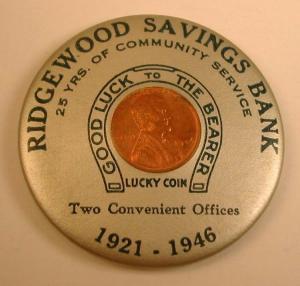 RIDGEWOOD SAVINGS BANK
25 YRS. OF COMMUNITY SERVICE
GOOD LUCK TO THE BEARER
LUCKY COIN
Two Convenient Offices
1921 - 1946